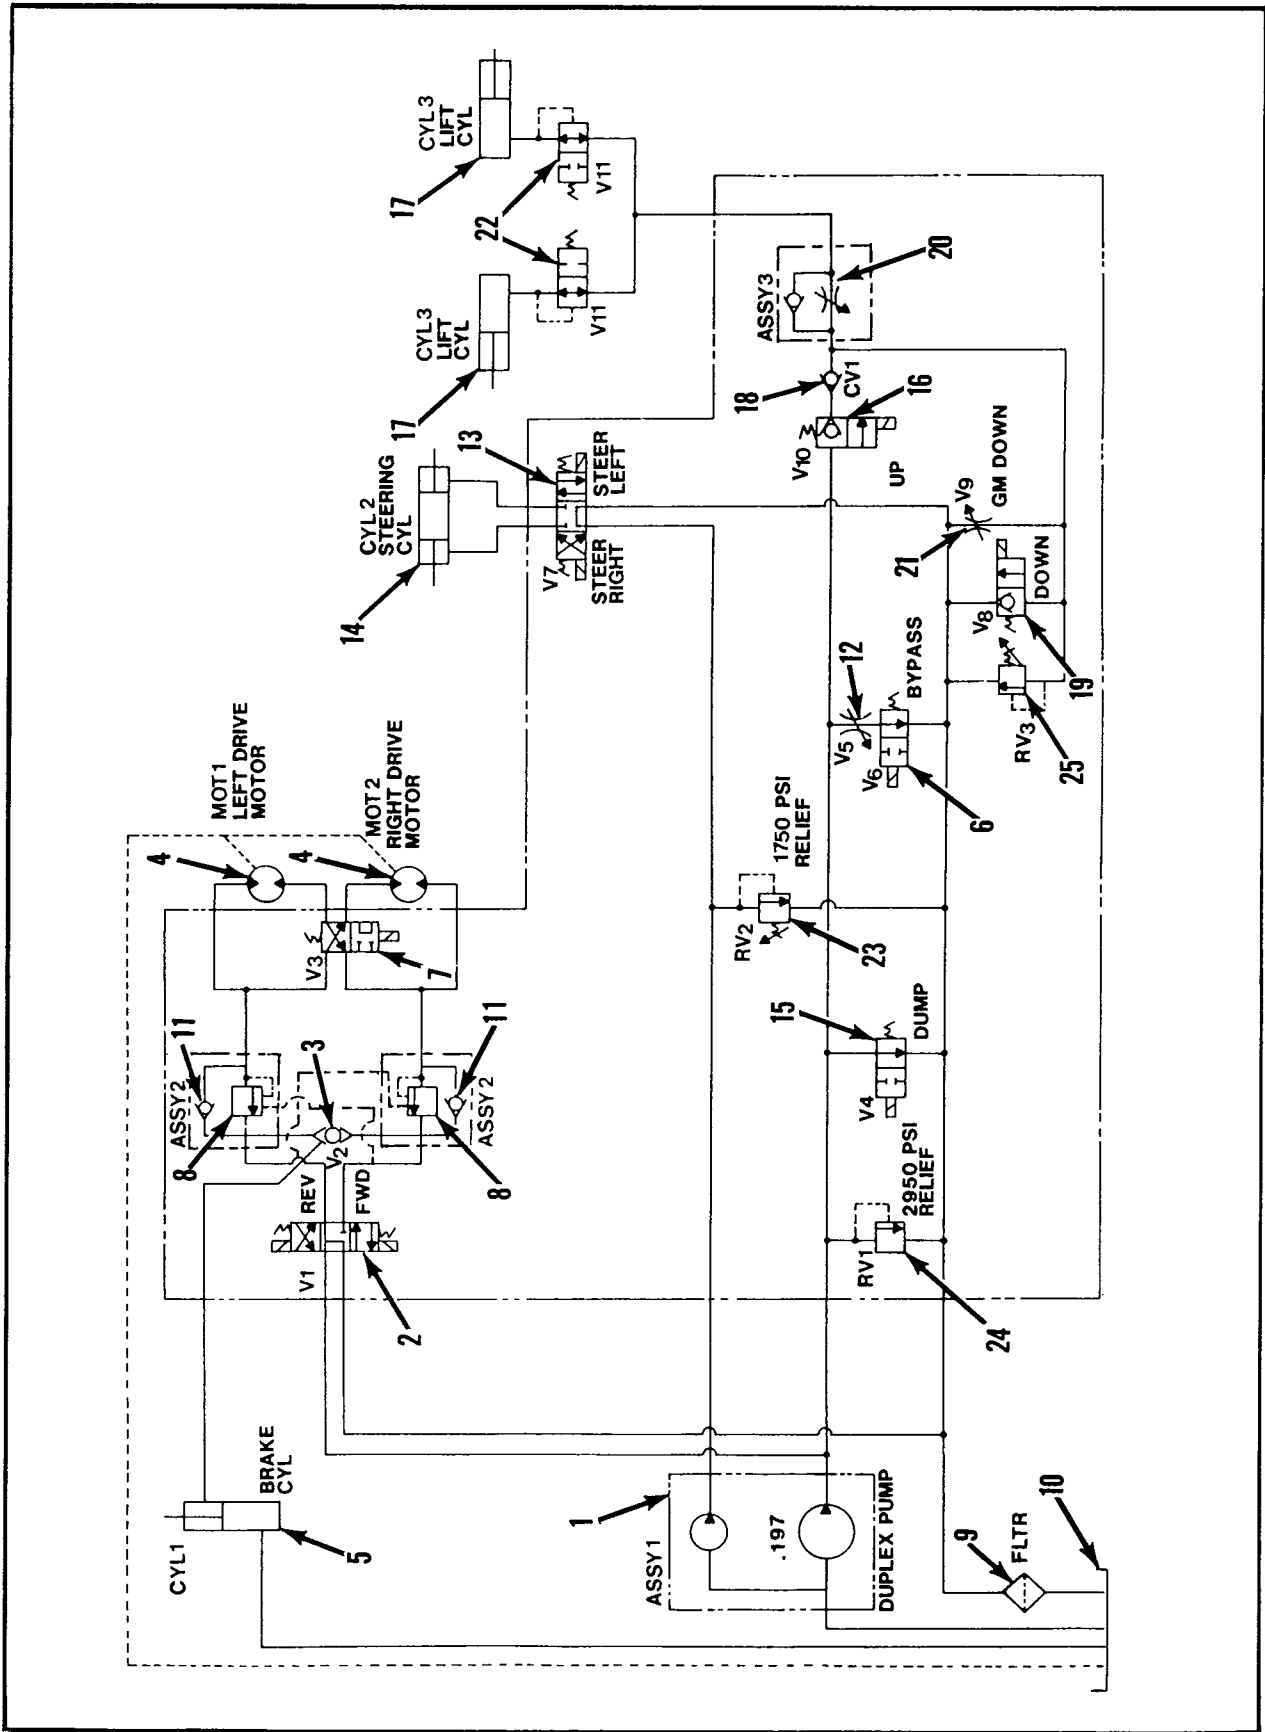 CYL 3
LIFT
CYL
17
CYL3
LIFT
CYL
17
22
V11
V11
CYL 2
STEERING
CYL
14
13
V7
STEER
RIGHT
STEER
LEFT
ASSY3
20
18
CV1
16
V10
UP
V9
GM DOWN
21
V8
DOWN
19
RV3
25
12
V5
BYPASS
V6
6
MOT1
LEFT DRIVE
MOTOR
4
MOT2
RIGHT DRIVE
MOTOR
4
V3
7
1750 PSI
RELIEF
RV2
23
11
ASSY2
8
3
11
ASSY 2
8
V2
REV
FWD
V1
2
15
DUMP
V4
2950 PSI
RELIEF
RV1
24
BRAKE
CYL
CYL1
5
1
ASSY1
.197
DUPLEX PUMP
9
FLTR
10